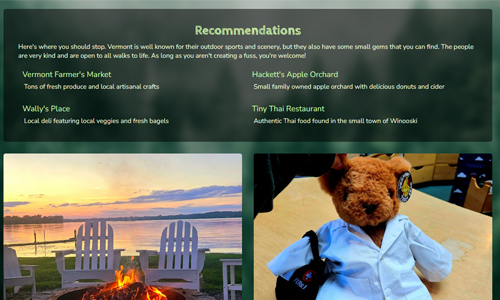 Recommendations
Here's where you should stop. Vermont is well known for their outdoor sports and scenery, but they also have some small gems that you can find. The people
are very kind and are open to all walks to life. As long as you aren't creating a fuss, you're welcome!
Vermont Farmer's Market
Tons of fresh produce and local artisanal crafts
Hackett's Apple Orchard
Small family owned apple orchard with delicious donuts and cider
Wally's Place
Local deli featuring local veggies and fresh bagels
Tiny Thai Restaurant
Authentic Thai food found in the small town of Winooski